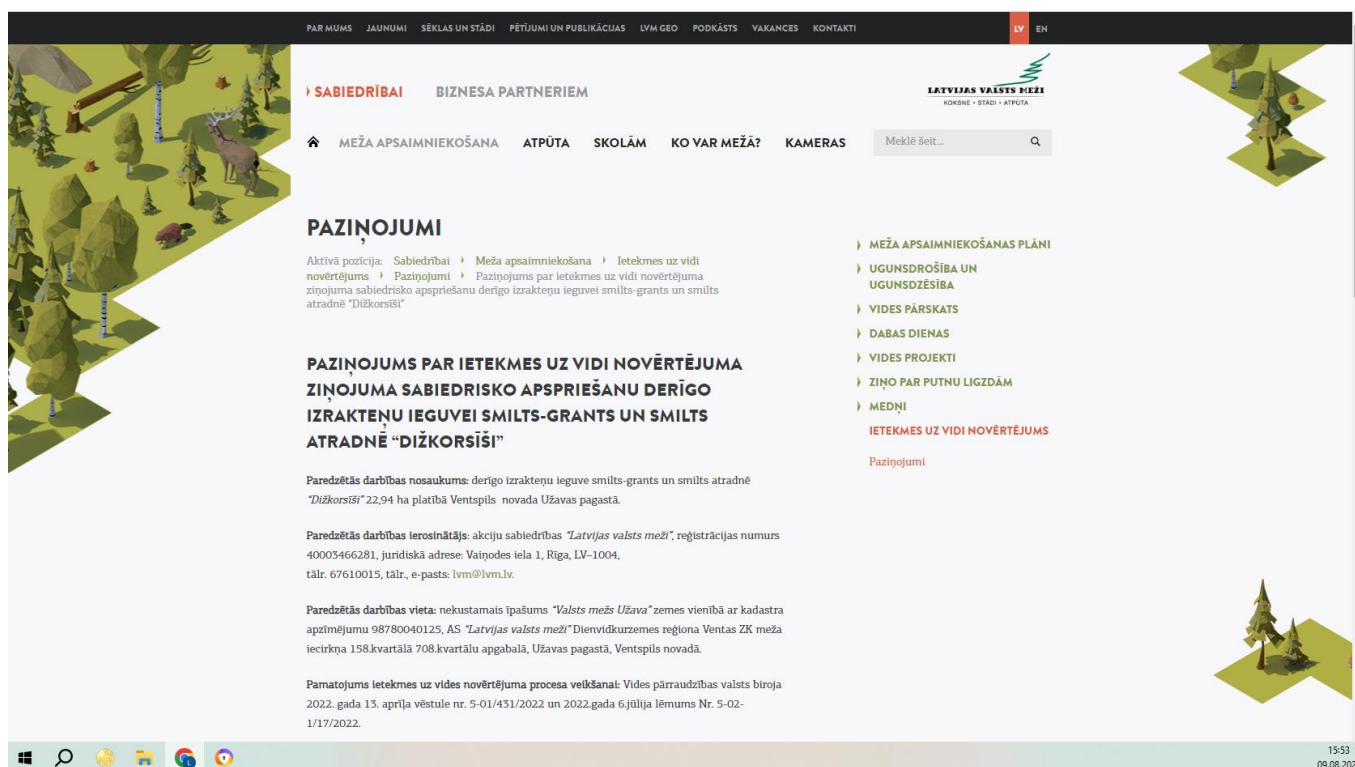 PAR MUMS JAUNUMI SĒKLAS UN STĀDI PĒTĪJUMI UN PUBLIKĀCIJAS LVM GEO PODKĀSTS VAKANCES KONTAKTI LV EN
SABIEDRĪBAI BIZNESA PARTNERIEM
LATVIJAS VALSTS MEŽI
KOKSNE • STĀDI • ATPŪTA
MEŽA APSAIMNIEKOŠANA ATPŪTA SKOLĀM KO VAR MEŽĀ? KAMERAS Meklē šeit...
PAZIŅOJUMI
Aktīvā pozīcija: Sabiedrībai Meža apsaimniekošana Ietekmes uz vidi
novērtējums Paziņojumi Paziņojums par ietekmes uz vidi novērtējuma
ziņojuma sabiedrisko apspriešanu derīgo izrakteņu ieguvei smilts-grants un smilts
atradnē "Dižkorsīši"
PAZIŅOJUMS PAR IETEKMES UZ VIDI NOVĒRTĒJUMA
ZIŅOJUMA SABIEDRISKO APSPRIEŠANU DERĪGO
IZRAKTEŅU IEGUVEI SMILTS-GRANTS UN SMILTS
ATRADNĒ "DIŽKORSĪŠI"
Paredzētās darbības nosaukums: derīgo izrakteņu ieguve smilts-grants un smilts atradnē
"Dižkorsīši" 22,94 ha platībā Ventspils novada Užavas pagastā.
Paredzētās darbības ierosinātājs: akciju sabiedrības "Latvijas valsts meži", reģistrācijas numurs
40003466281, juridiskā adrese: Vaiņodes iela 1, Rīga, LV–1004,
tālr. 67610015, tālr., e-pasts: lvm@lvm.lv.
Paredzētās darbības vieta: nekustamais īpašums "Valsts mežs Užava" zemes vienībā ar kadastra
apzīmējumu 98780040125, AS "Latvijas valsts meži" Dienvidkurzemes reģiona Ventas ZK meža
iecirkņa 158.kvartālā 708.kvartālu apgabalā, Užavas pagastā, Ventspils novadā.
Pamatojums ietekmes uz vides novērtējuma procesa veikšanai: Vides pārraudzības valsts biroja
2022. gada 13. aprīļa vēstule nr. 5-01/431/2022 un 2022.gada 6.jūlija lēmums Nr. 5-02-
1/17/2022.
MEŽA APSAIMNIEKOŠANAS PLĀNI
UGUNSDROŠĪBA UN
UGUNSDZĒSĪBA
VIDES PĀRSKATS
DABAS DIENAS
VIDES PROJEKTI
ZIŅO PAR PUTNU LIGZDĀM
MEDŅI
IETEKMES UZ VIDI NOVĒRTĒJUMS
Paziņojumi
15:53
09.08.202